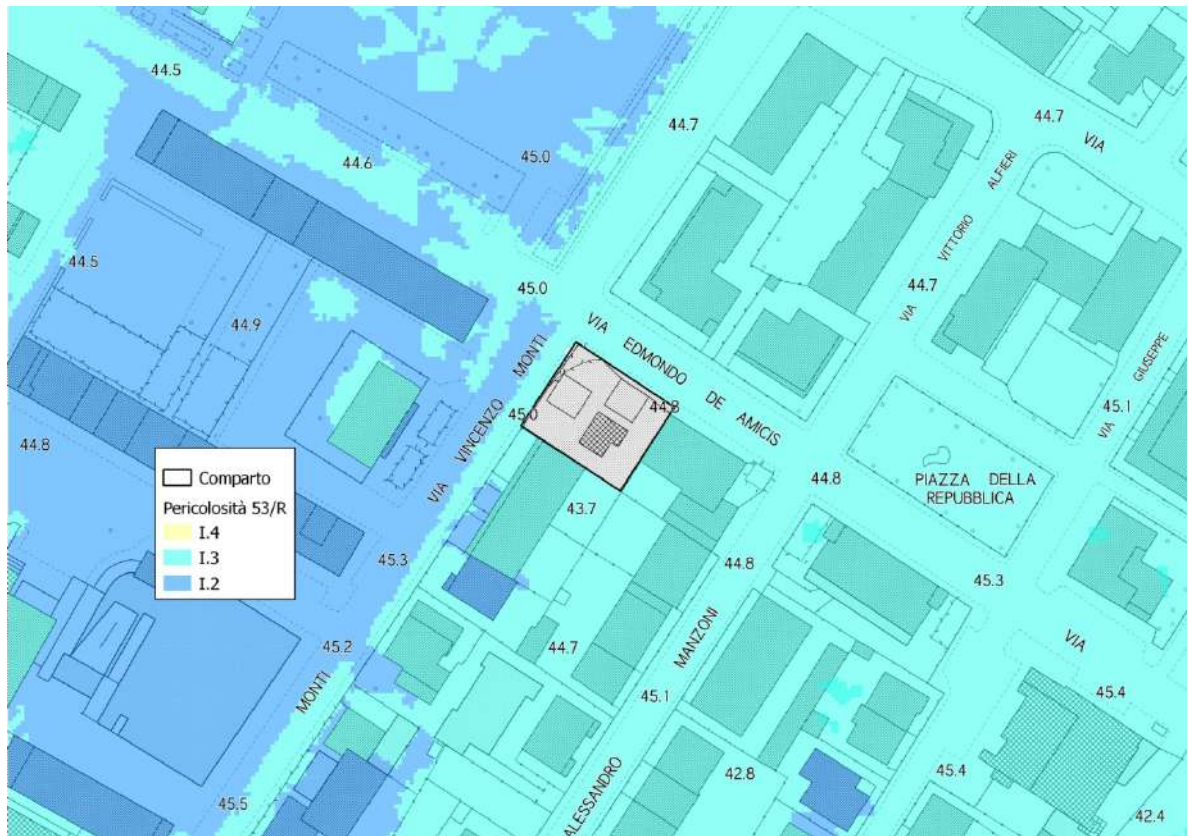 44.5
44.6
45.0
44.7
44.7
VIA
ALFIERI
VITTORIO
VIA
44.7
44.5
44.9
45.0
VIA EDMONDO DE AMICIS
GIUSEPPE
VIA
45.1
MONTI
VINCENZO
VIA
45.0
44.8
44.8
44.8
PIAZZA DELLA
REPUBBLICA
Comparto
Pericolosità 53/R
I.4
I.3
I.2
43.7
45.3
44.8
45.3
45.2
44.7
MANZONI
VIA
MONTI
45.1
45.4
45.5
ALESSANDRO
42.8
45.4
42.4